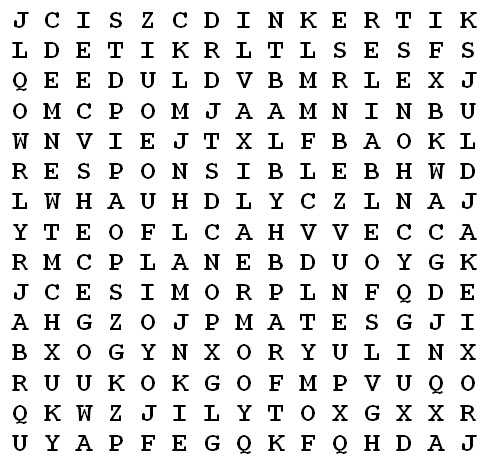 J C I S Z C D I N K E R T I K
L D E T I K R L T L S E S F S
Q E E D U L D V B M R L E X J
O M C P O M J A A M N I N B U
W N V I E J T X L F B A O K L
R E S P O N S I B L E B H W D
L W H A U H D L Y C Z L N A J
Y T E O F L C A H V V E C C A
R M C P L A N E B D U O Y G K
J C E S I M O R P L N F Q D E
A H G Z O J P M A T E S G J I
B X O G Y N X O R Y U L I N X
R U U K O K G O F M P V U Q O
Q K W Z J I L Y T O X G X X R
U Y A P F E G Q K F Q H D A J